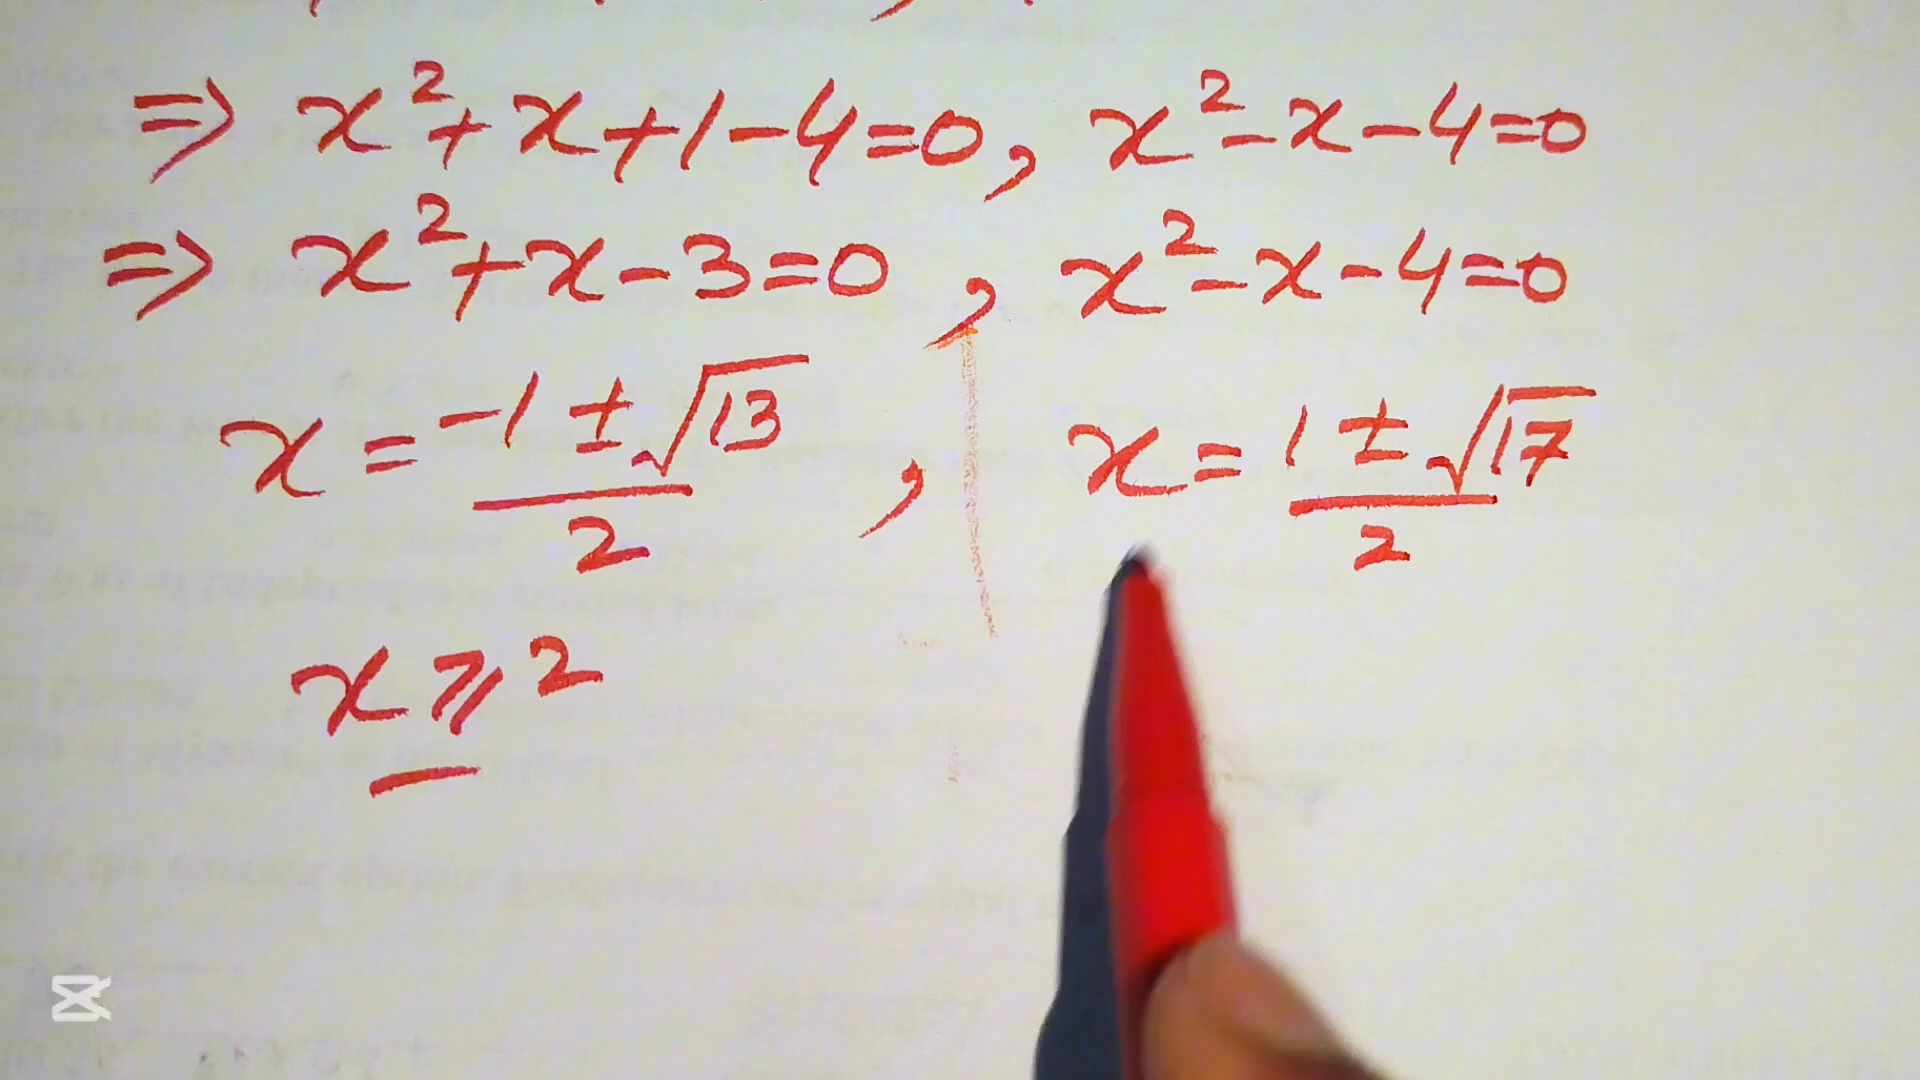 ⇒ x² + x + 1 - 4 = 0, x² - x - 4 = 0
⇒ x² + x - 3 = 0, x² - x - 4 = 0
x = (-1 ± √13)/2, x = (1 ± √17)/2
x ⩾ 2